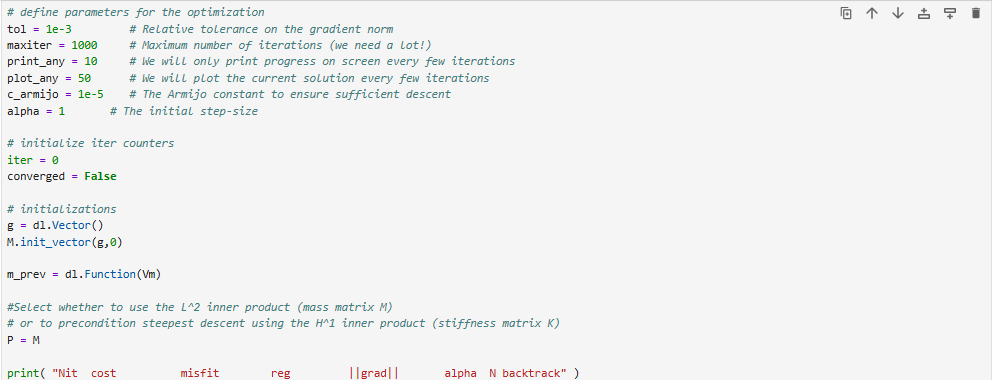 # define parameters for the optimization
tol = 1e-3         # Relative tolerance on the gradient norm
maxiter = 1000     # Maximum number of iterations (we need a lot!)
print_any = 10     # We will only print progress on screen every few iterations
plot_any = 50      # We will plot the current solution every few iterations
c_armijo = 1e-5    # The Armijo constant to ensure sufficient descent
alpha = 1       # The initial step-size
# initialize iter counters
iter = 0
converged = False
# initializations
g = dl.Vector()
M.init_vector(g,0)
m_prev = dl.Function(Vm)
#Select whether to use the L^2 inner product (mass matrix M)
# or to precondition steepest descent using the H^1 inner product (stiffness matrix K)
P = M
print( "Nit  cost          misfit        reg         ||grad||       alpha  N backtrack" )